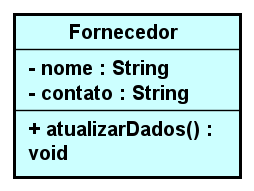 Fornecedor
- nome : String
- contato : String
+ atualizarDados() :
void